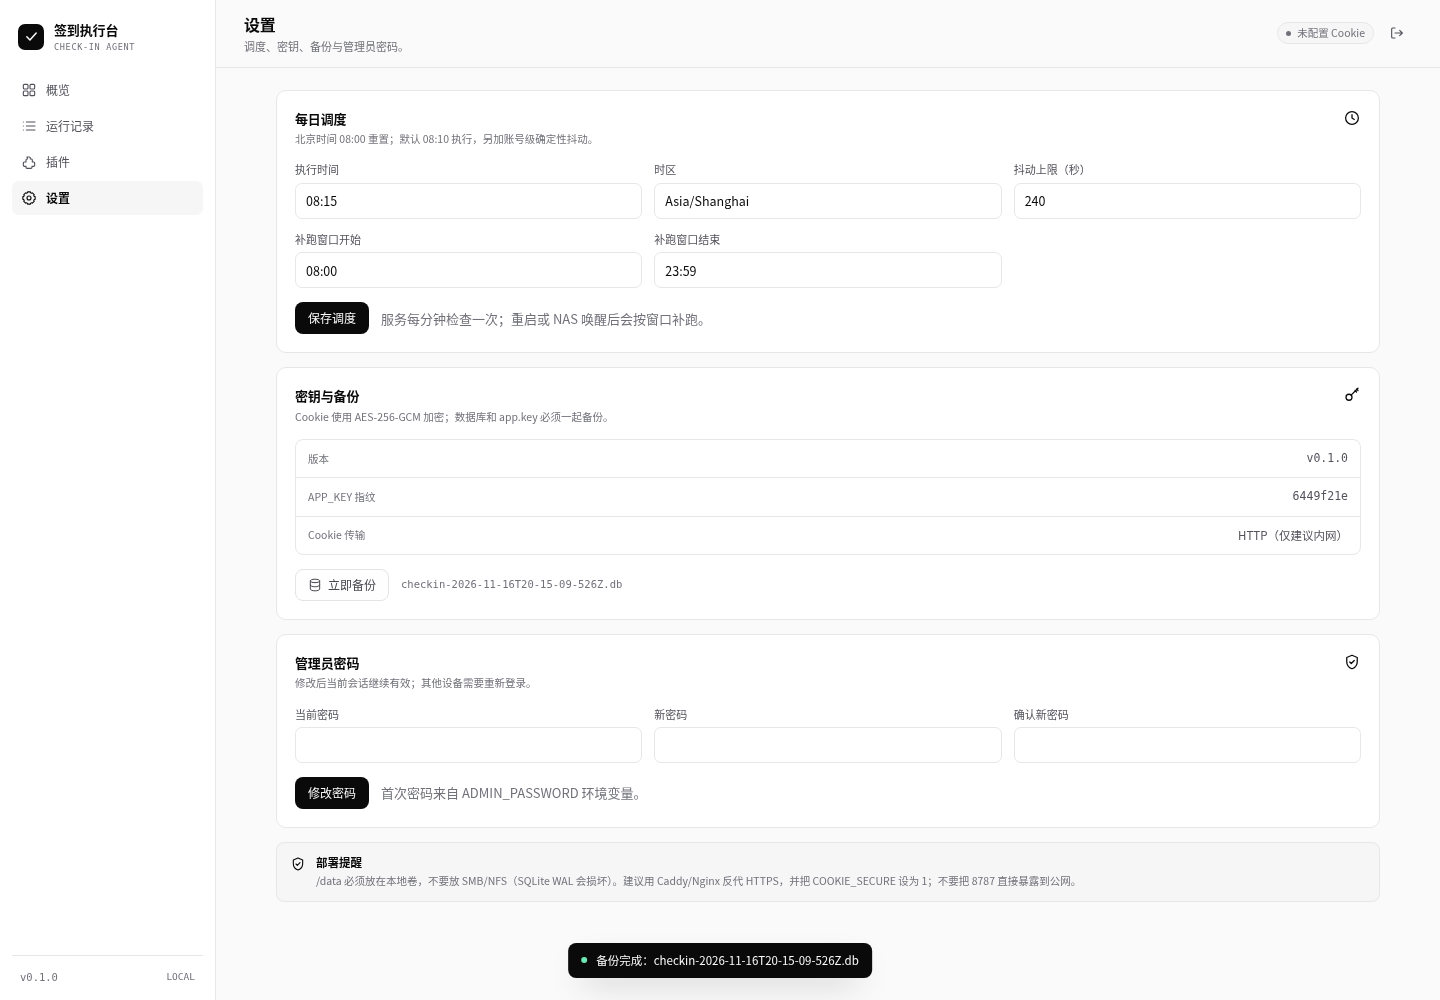 签到执行台
CHECK-IN AGENT
概览
运行记录
插件
设置
v0.1.0
LOCAL
设置
调度、密钥、备份与管理员密码。
未配置 Cookie
每日调度
北京时间 08:00 重置；默认 08:10 执行，另加账号级确定性抖动。
执行时间
时区
抖动上限（秒）
08:15
Asia/Shanghai
240
补跑窗口开始
补跑窗口结束
08:00
23:59
保存调度
服务每分钟检查一次；重启或 NAS 唤醒后会按窗口补跑。
密钥与备份
Cookie 使用 AES-256-GCM 加密；数据库和 app.key 必须一起备份。
版本
v0.1.0
APP_KEY 指纹
6449f21e
Cookie 传输
HTTP（仅建议内网）
立即备份
checkin-2026-11-16T20-15-09-526Z.db
管理员密码
修改后当前会话继续有效；其他设备需要重新登录。
当前密码
新密码
确认新密码
修改密码
首次密码来自 ADMIN_PASSWORD 环境变量。
部署提醒
/data 必须放在本地卷，不要放 SMB/NFS（SQLite WAL 会损坏）。建议用 Caddy/Nginx 反代 HTTPS，并把 COOKIE_SECURE 设为 1；不要把 8787 直接暴露到公网。
备份完成：checkin-2026-11-16T20-15-09-526Z.db